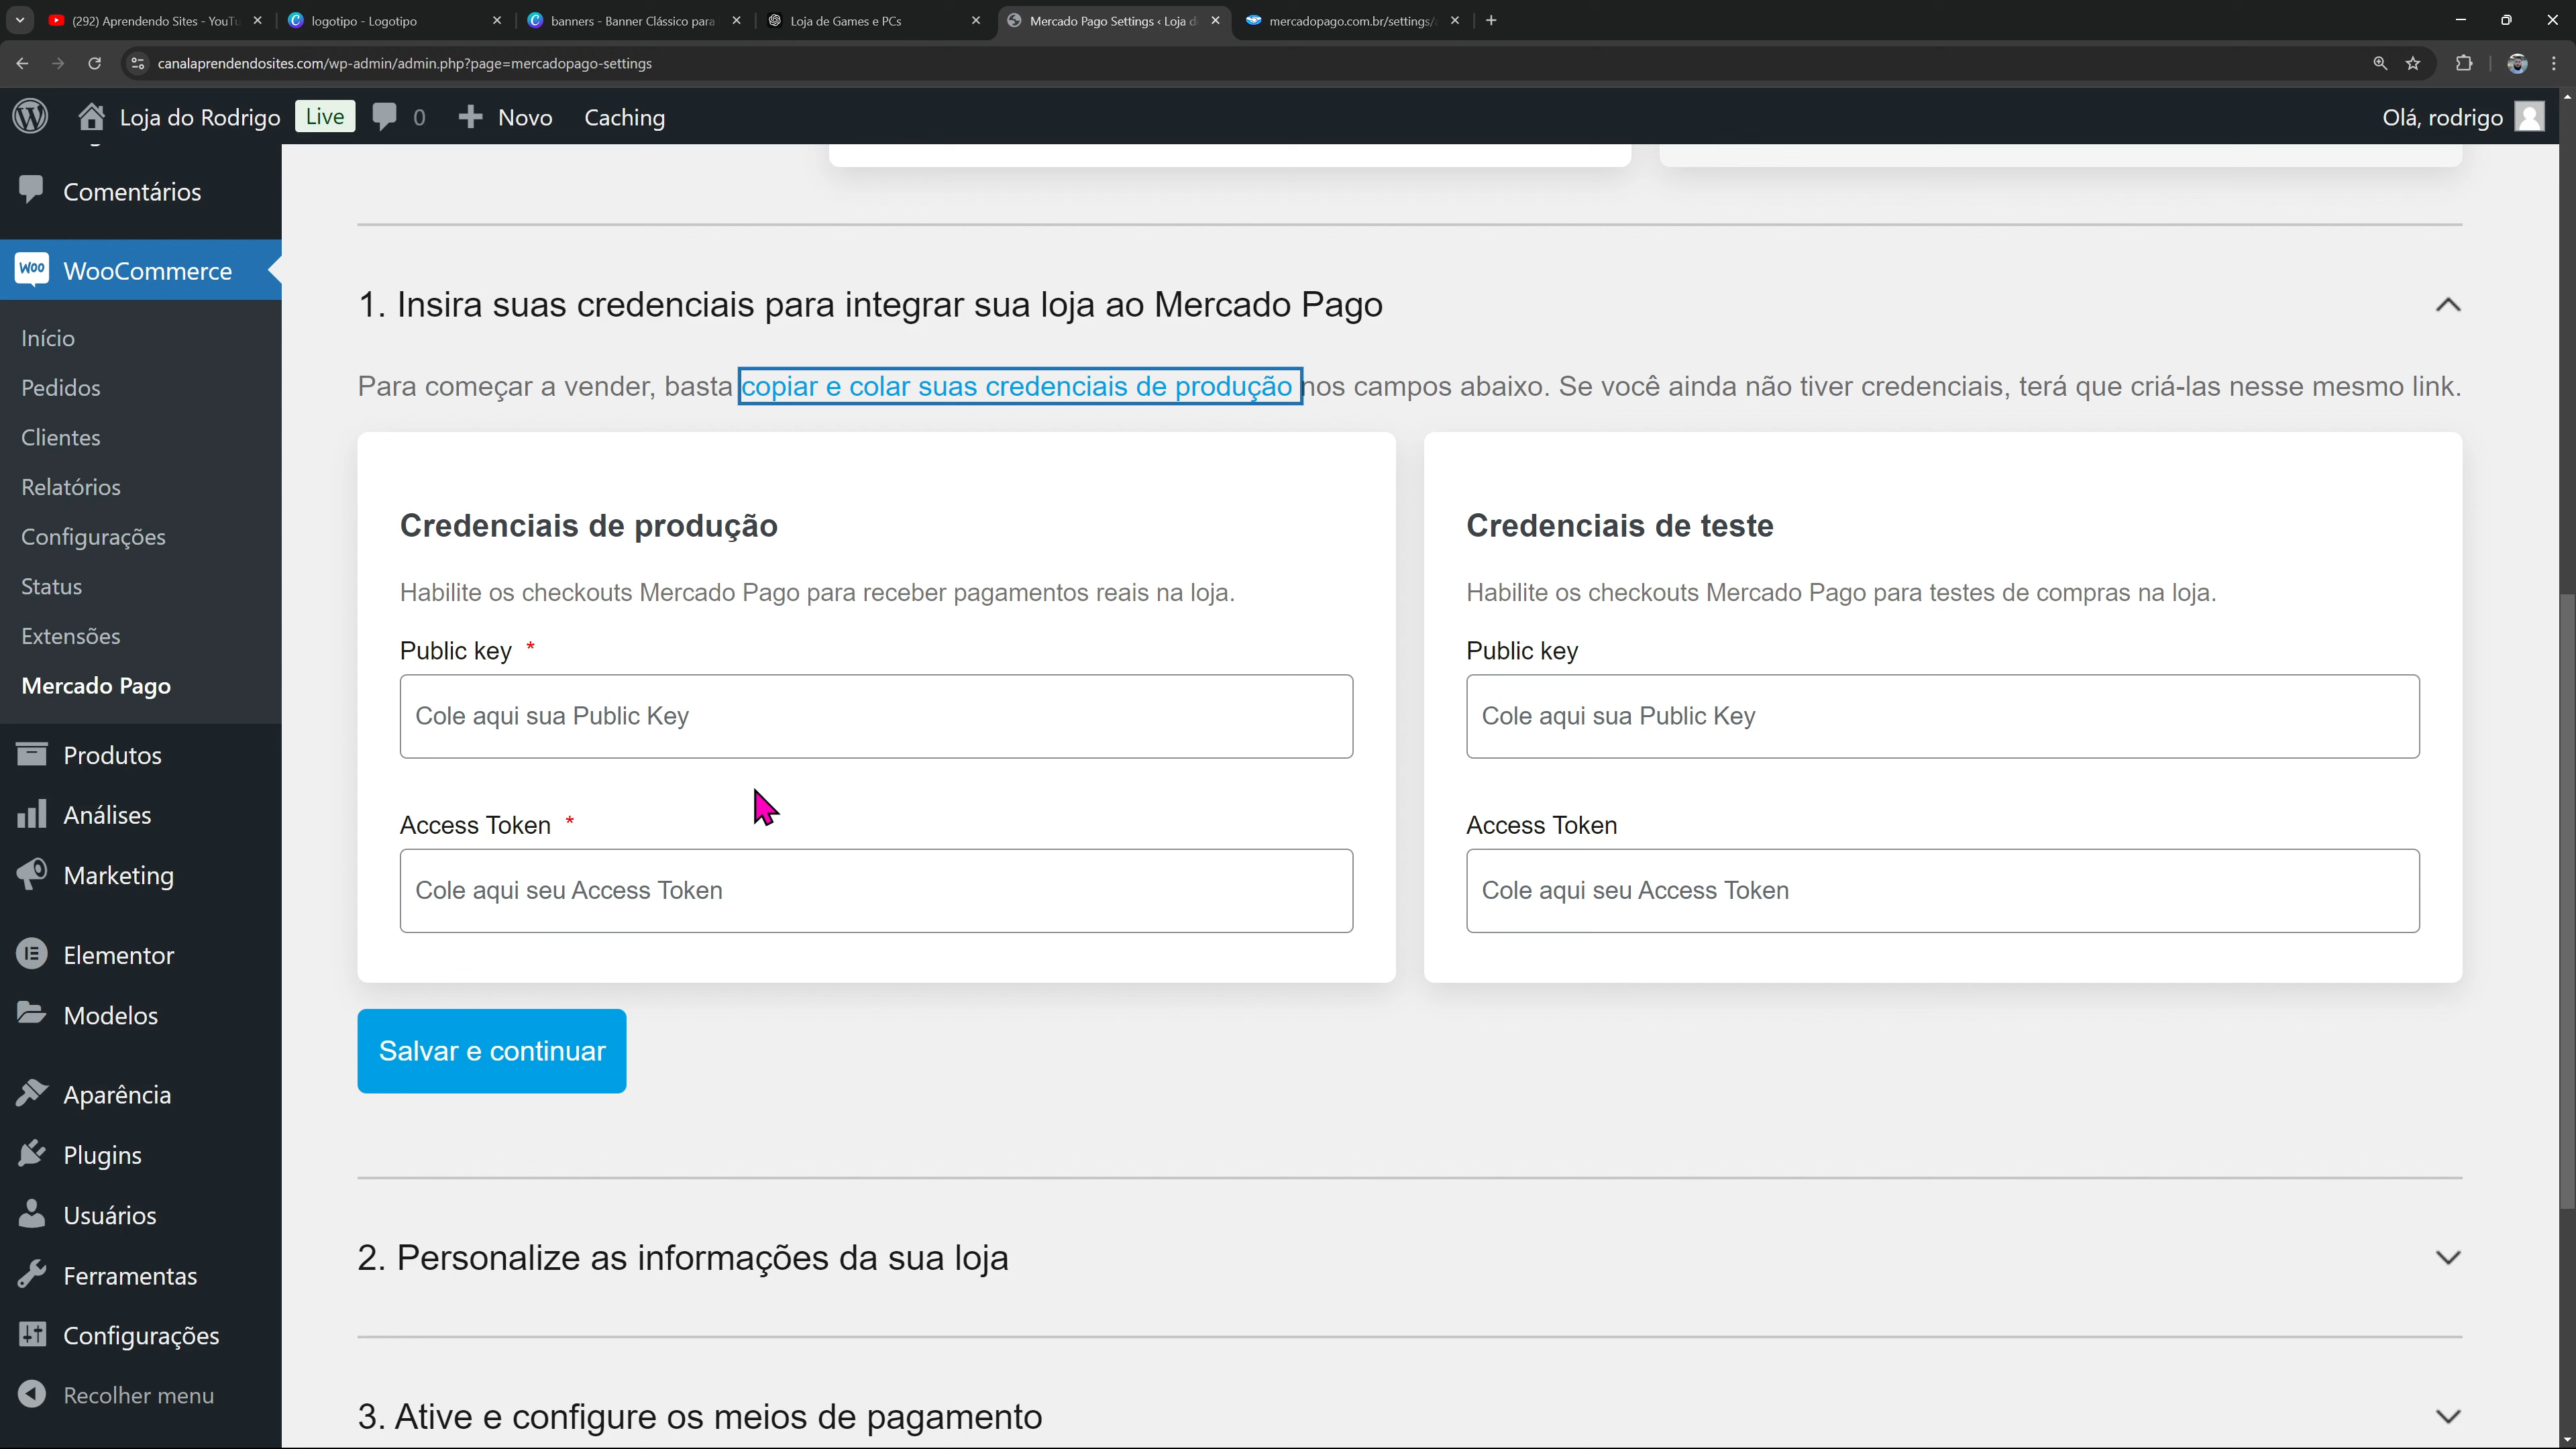 (292) Aprendendo Sites - YouTu
logotipo - Logotipo
banners - Banner Clássico para
Loja de Games e PCs
Mercado Pago Settings ‹ Loja d
mercadopago.com.br/settings/
canalaprendendosites.com/wp-admin/admin.php?page=mercadopago-settings
Loja do Rodrigo
Live
0
Novo
Caching
Olá, rodrigo
Comentários
WooCommerce
Início
Pedidos
Clientes
Relatórios
Configurações
Status
Extensões
Mercado Pago
Produtos
Análises
Marketing
Elementor
Modelos
Aparência
Plugins
Usuários
Ferramentas
Configurações
Recolher menu
1. Insira suas credenciais para integrar sua loja ao Mercado Pago
Para começar a vender, basta copiar e colar suas credenciais de produção nos campos abaixo. Se você ainda não tiver credenciais, terá que criá-las nesse mesmo link.
Credenciais de produção
Habilite os checkouts Mercado Pago para receber pagamentos reais na loja.
Public key *
Cole aqui sua Public Key
Access Token *
Cole aqui seu Access Token
Credenciais de teste
Habilite os checkouts Mercado Pago para testes de compras na loja.
Public key
Cole aqui sua Public Key
Access Token
Cole aqui seu Access Token
Salvar e continuar
2. Personalize as informações da sua loja
3. Ative e configure os meios de pagamento